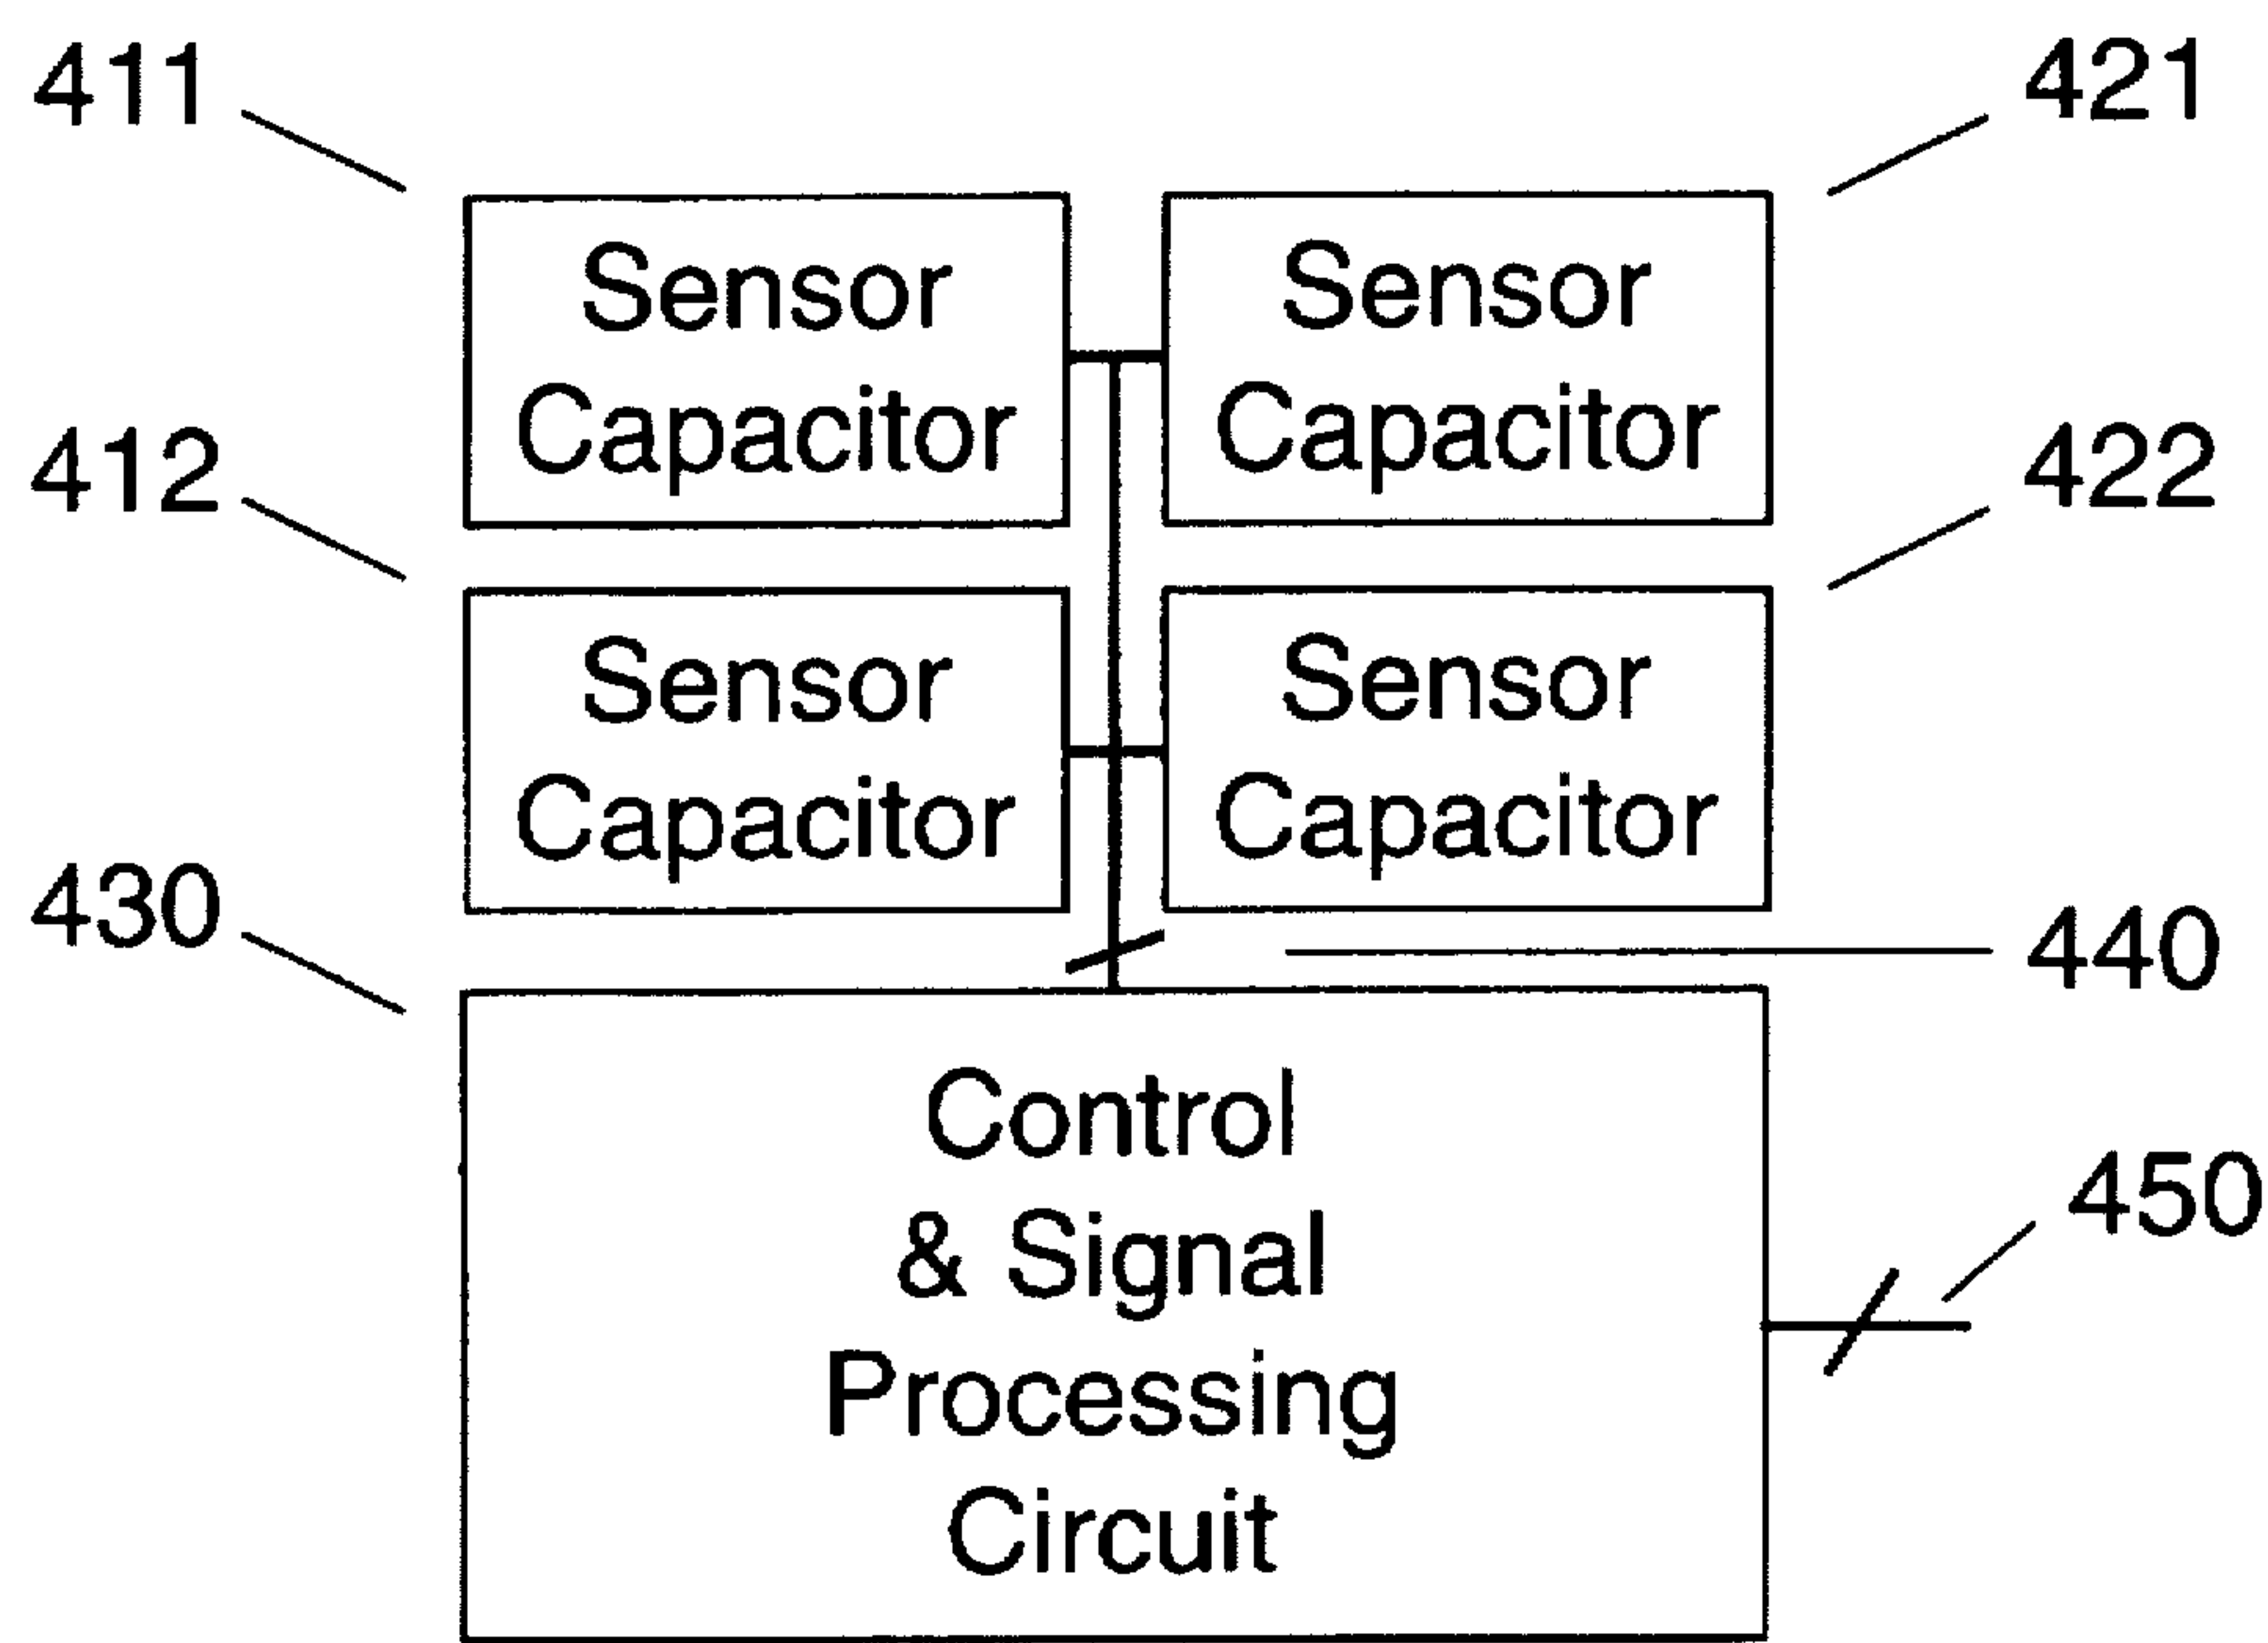 411
421
Sensor
Capacitor
Sensor
Capacitor
412
422
Sensor
Capacitor
Sensor
Capacitor
430
440
Control
& Signal
Processing
Circuit
450